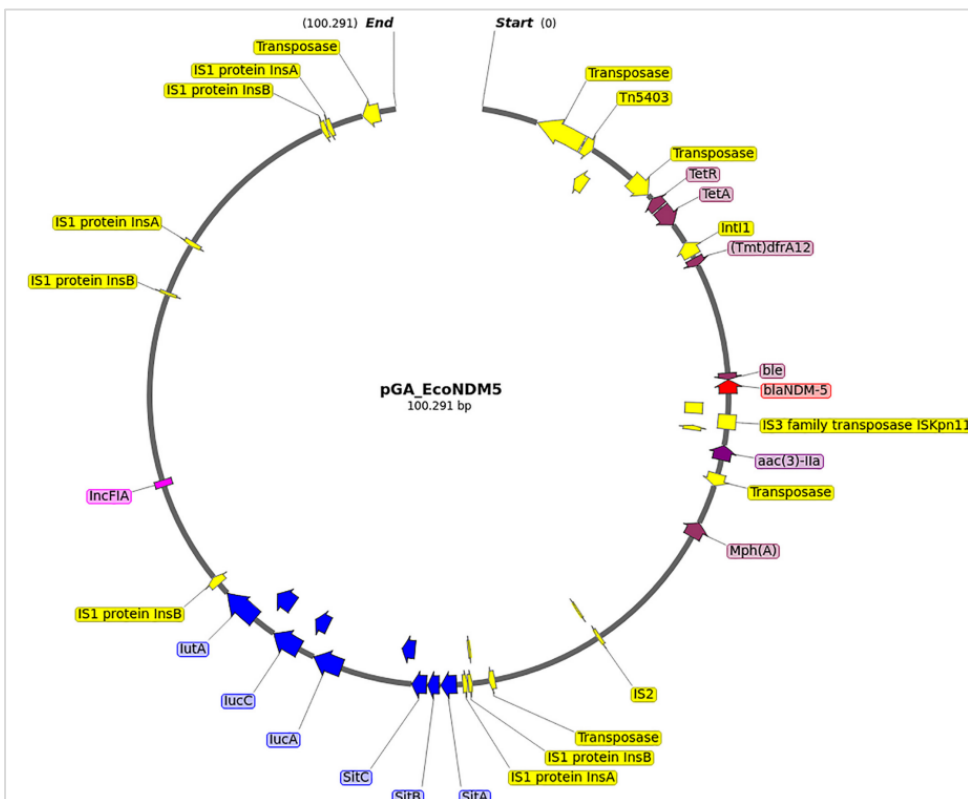 (100.291) End
Start (0)
Transposase
IS1 protein InsA
IS1 protein InsB
Transposase
Tn5403
Transposase
TetR
TetA
IntI1
(Tmt)dfrA12
IS1 protein InsA
IS1 protein InsB
ble
blaNDM-5
pGA_EcoNDM5
100.291 bp
IS3 family transposase ISKpn11
aac(3)-IIa
Transposase
IncFIA
Mph(A)
IS1 protein InsB
IutA
IucC
IucA
IS2
Transposase
IS1 protein InsB
IS1 protein InsA
SitC
SitB
SitA